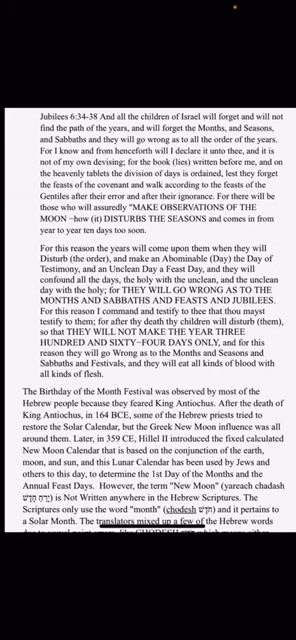 Jubilees 6:34-38 And all the children of Israel will forget and will not
find the path of the years, and will forget the Months, and Seasons,
and Sabbaths and they will go wrong as to all the order of the years.
For I know and from henceforth will I declare it unto thee, and it is
not of my own devising; for the book (lies) written before me, and on
the heavenly tablets the division of days is ordained, lest they forget
the feasts of the covenant and walk according to the feasts of the
Gentiles after their error and after their ignorance. For there will be
those who will assuredly "MAKE OBSERVATIONS OF THE
MOON −how (it) DISTURBS THE SEASONS and comes in from
year to year ten days too soon.
For this reason the years will come upon them when they will
Disturb (the order), and make an Abominable (Day) the Day of
Testimony, and an Unclean Day a Feast Day, and they will
confound all the days, the holy with the unclean, and the unclean
day with the holy; for THEY WILL GO WRONG AS TO THE
MONTHS AND SABBATHS AND FEASTS AND JUBILEES.
For this reason I command and testify to thee that thou mayst
testify to them; for after thy death thy children will disturb (them),
so that THEY WILL NOT MAKE THE YEAR THREE
HUNDRED AND SIXTY−FOUR DAYS ONLY, and for this
reason they will go Wrong as to the Months and Seasons and
Sabbaths and Festivals, and they will eat all kinds of blood with
all kinds of flesh.
The Birthday of the Month Festival was observed by most of the
Hebrew people because they feared King Antiochus. After the death of
King Antiochus, in 164 BCE, some of the Hebrew priests tried to
restore the Solar Calendar, but the Greek New Moon influence was all
around them. Later, in 359 CE, Hillel II introduced the fixed calculated
New Moon Calendar that is based on the conjunction of the earth,
moon, and sun, and this Lunar Calendar has been used by Jews and
others to this day, to determine the 1st Day of the Months and the
Annual Feast Days. However, the term "New Moon" (yareach chadash
is Not Written anywhere in the Hebrew Scriptures. The
Scriptures only use the word "month" (chodesh חֹדֶשׁ) and it pertains to
a Solar Month. The translators mixed up a few of the Hebrew words